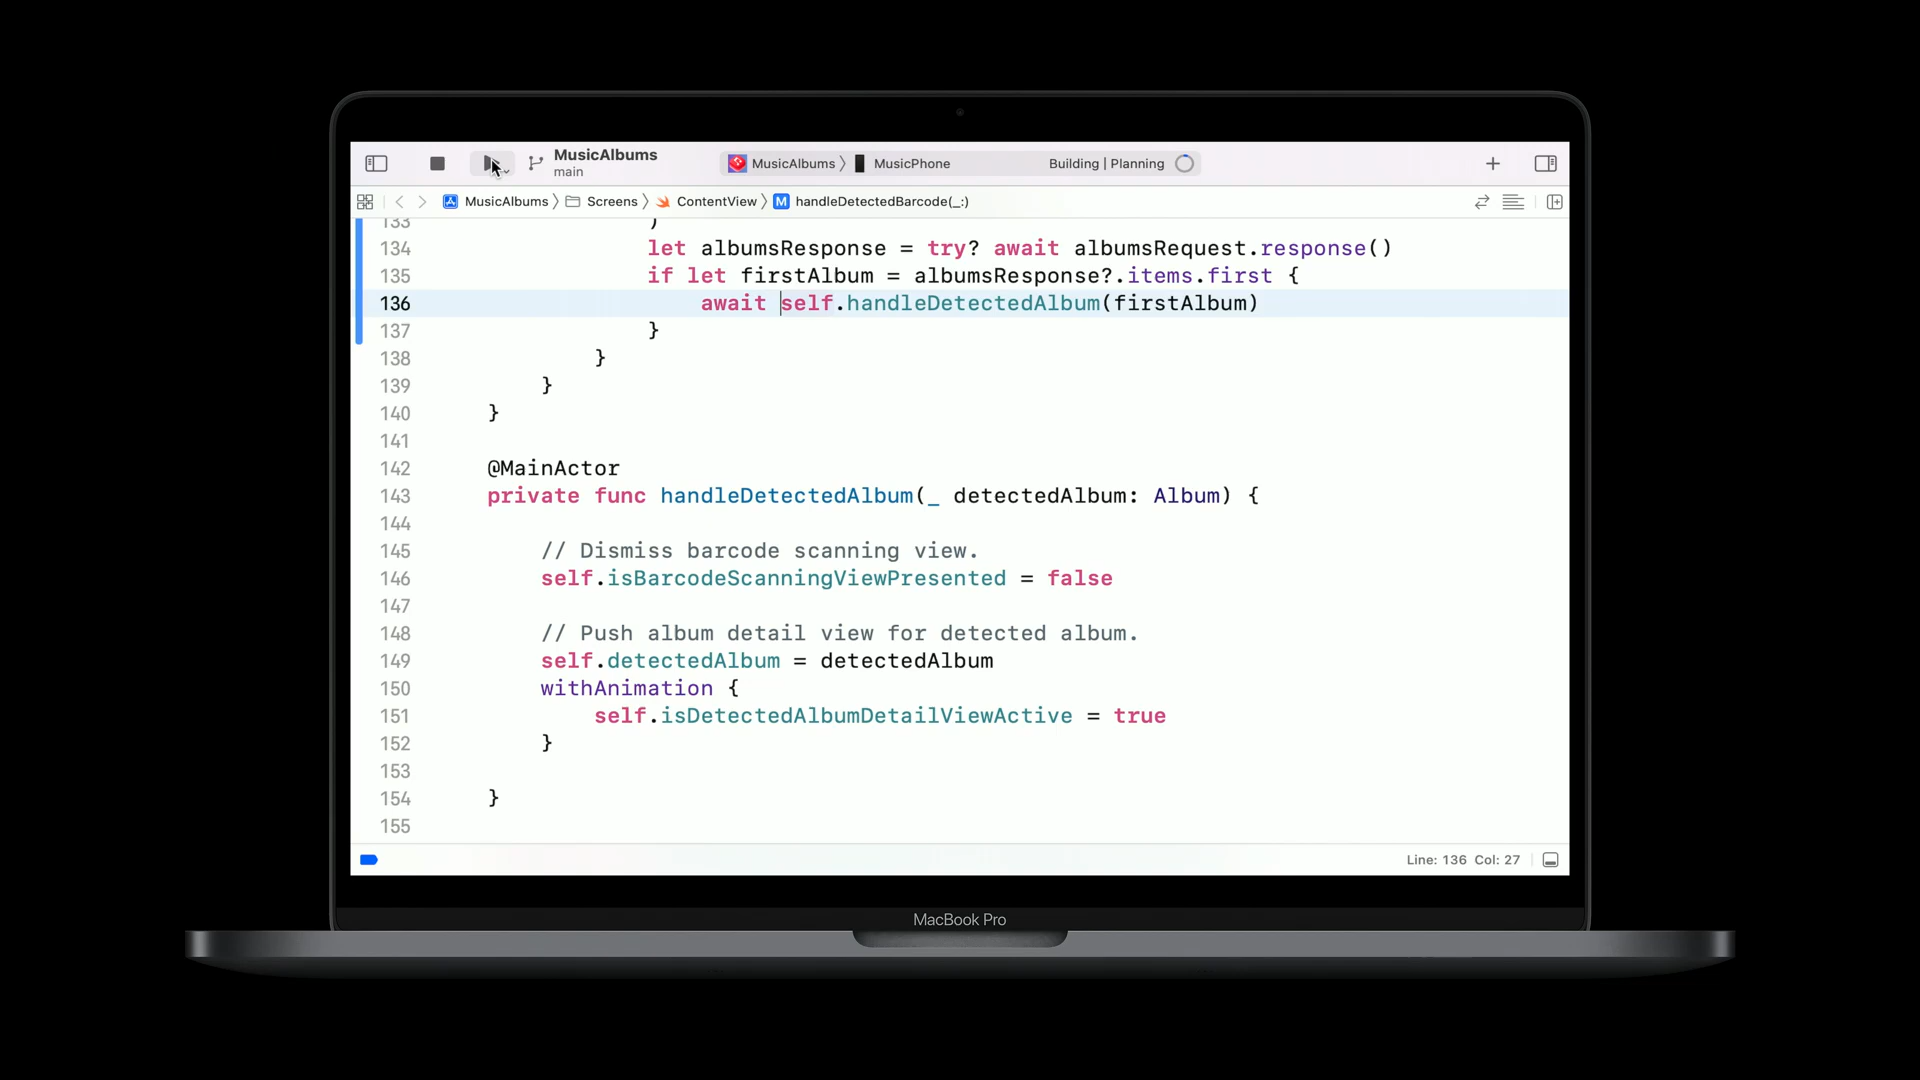 MusicAlbums
main
MusicAlbums 〉 MusicPhone Building | Planning
MusicAlbums 〉 Screens 〉 ContentView 〉 M handleDetectedBarcode(_:)
133 )
134 let albumsResponse = try? await albumsRequest.response()
135 if let firstAlbum = albumsResponse?.items.first {
136 await self.handleDetectedAlbum(firstAlbum)
137 }
138 }
139 }
140 }
141
142 @MainActor
143 private func handleDetectedAlbum(_ detectedAlbum: Album) {
144
145 // Dismiss barcode scanning view.
146 self.isBarcodeScanningViewPresented = false
147
148 // Push album detail view for detected album.
149 self.detectedAlbum = detectedAlbum
150 withAnimation {
151 self.isDetectedAlbumDetailViewActive = true
152 }
153
154 }
155
Line: 136 Col: 27
MacBook Pro